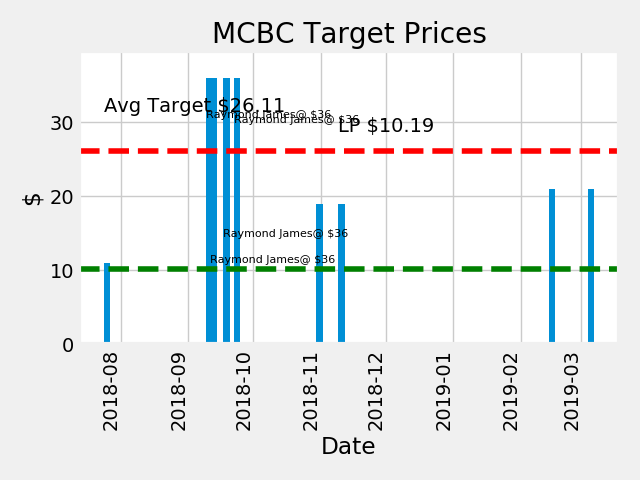 MCBC Target Prices
Avg Target $26.11
Raymond James@ $36
Raymond James@ $36
LP $10.19
Raymond James@ $36
Raymond James@ $36
$
30
20
10
0
2018-08
2018-09
2018-10
2018-11
2018-12
2019-01
2019-02
2019-03
Date